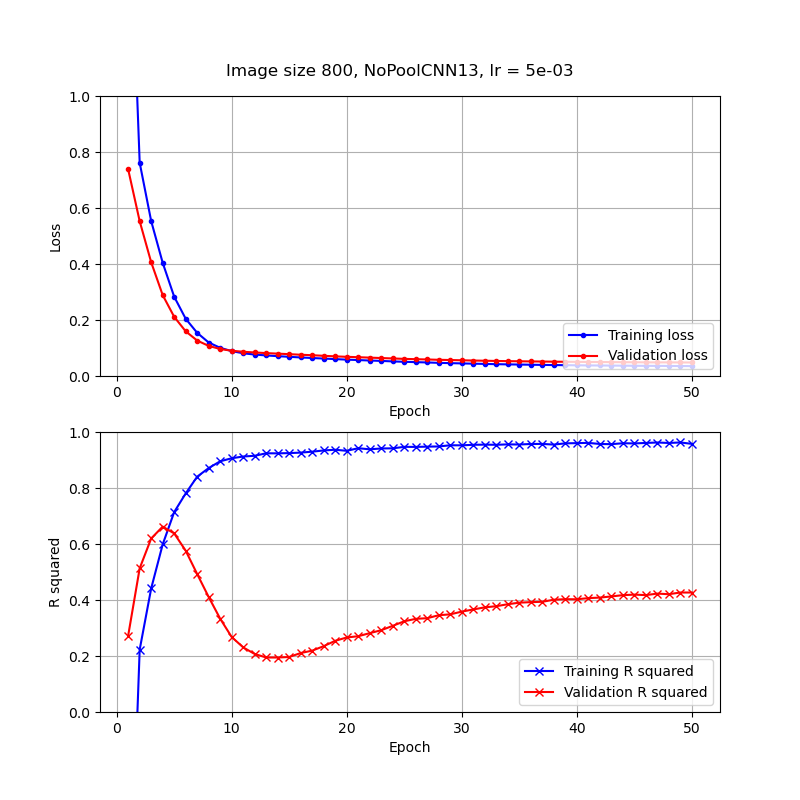 Image size 800, NoPoolCNN13, lr = 5e-03
1.0
0.8
0.6
0.4
0.2
0.0
Loss
0 10 20 30 40 50
Epoch
Training loss
Validation loss
1.0
0.8
0.6
0.4
0.2
0.0
R squared
0 10 20 30 40 50
Epoch
Training R squared
Validation R squared